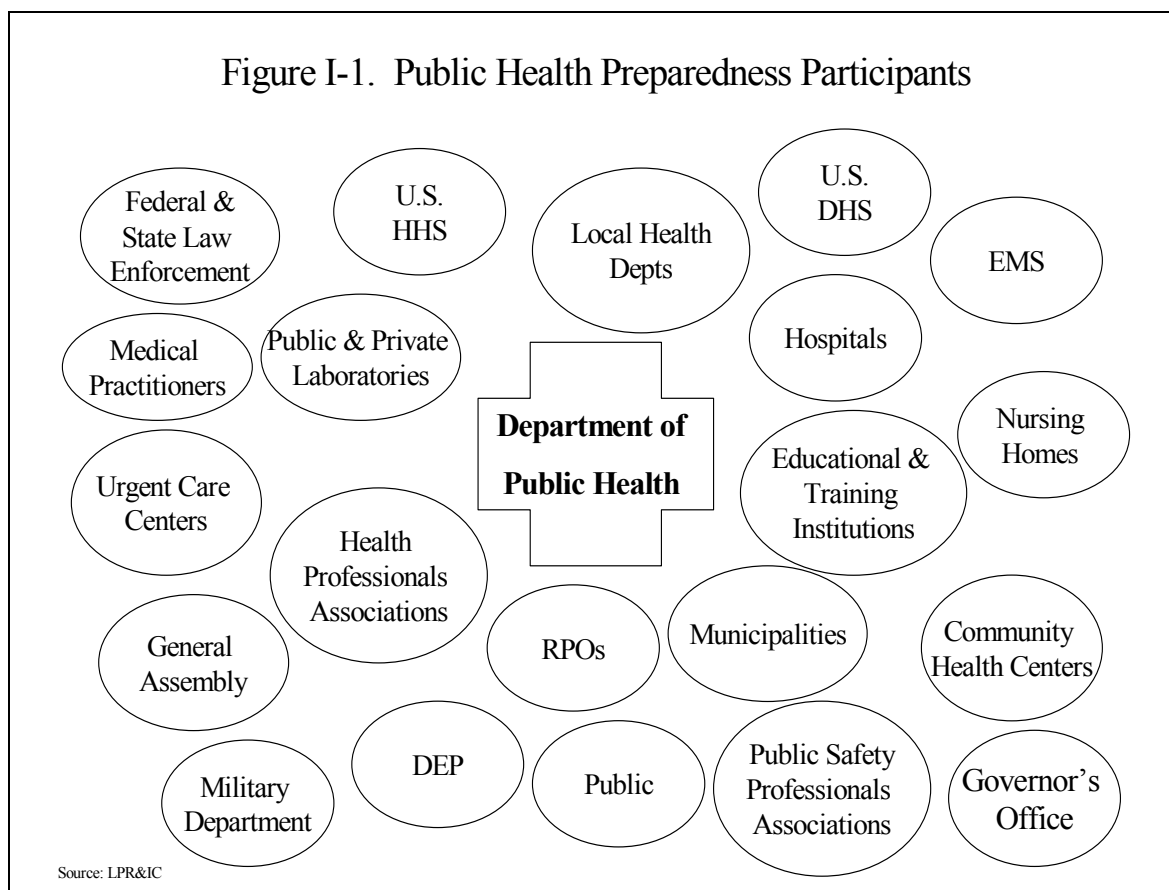 Figure I-1. Public Health Preparedness Participants
Federal &
State Law
Enforcement
U.S.
HHS
Local Health
Depts
U.S.
DHS
EMS
Medical
Practitioners
Public & Private
Laboratories
Hospitals
Department of
Public Health
Nursing
Homes
Urgent Care
Centers
Educational &
Training
Institutions
Health
Professionals
Associations
General
Assembly
RPOs
Municipalities
Community
Health Centers
Military
Department
DEP
Public
Public Safety
Professionals
Associations
Governor’s
Office
Source: LPR&IC